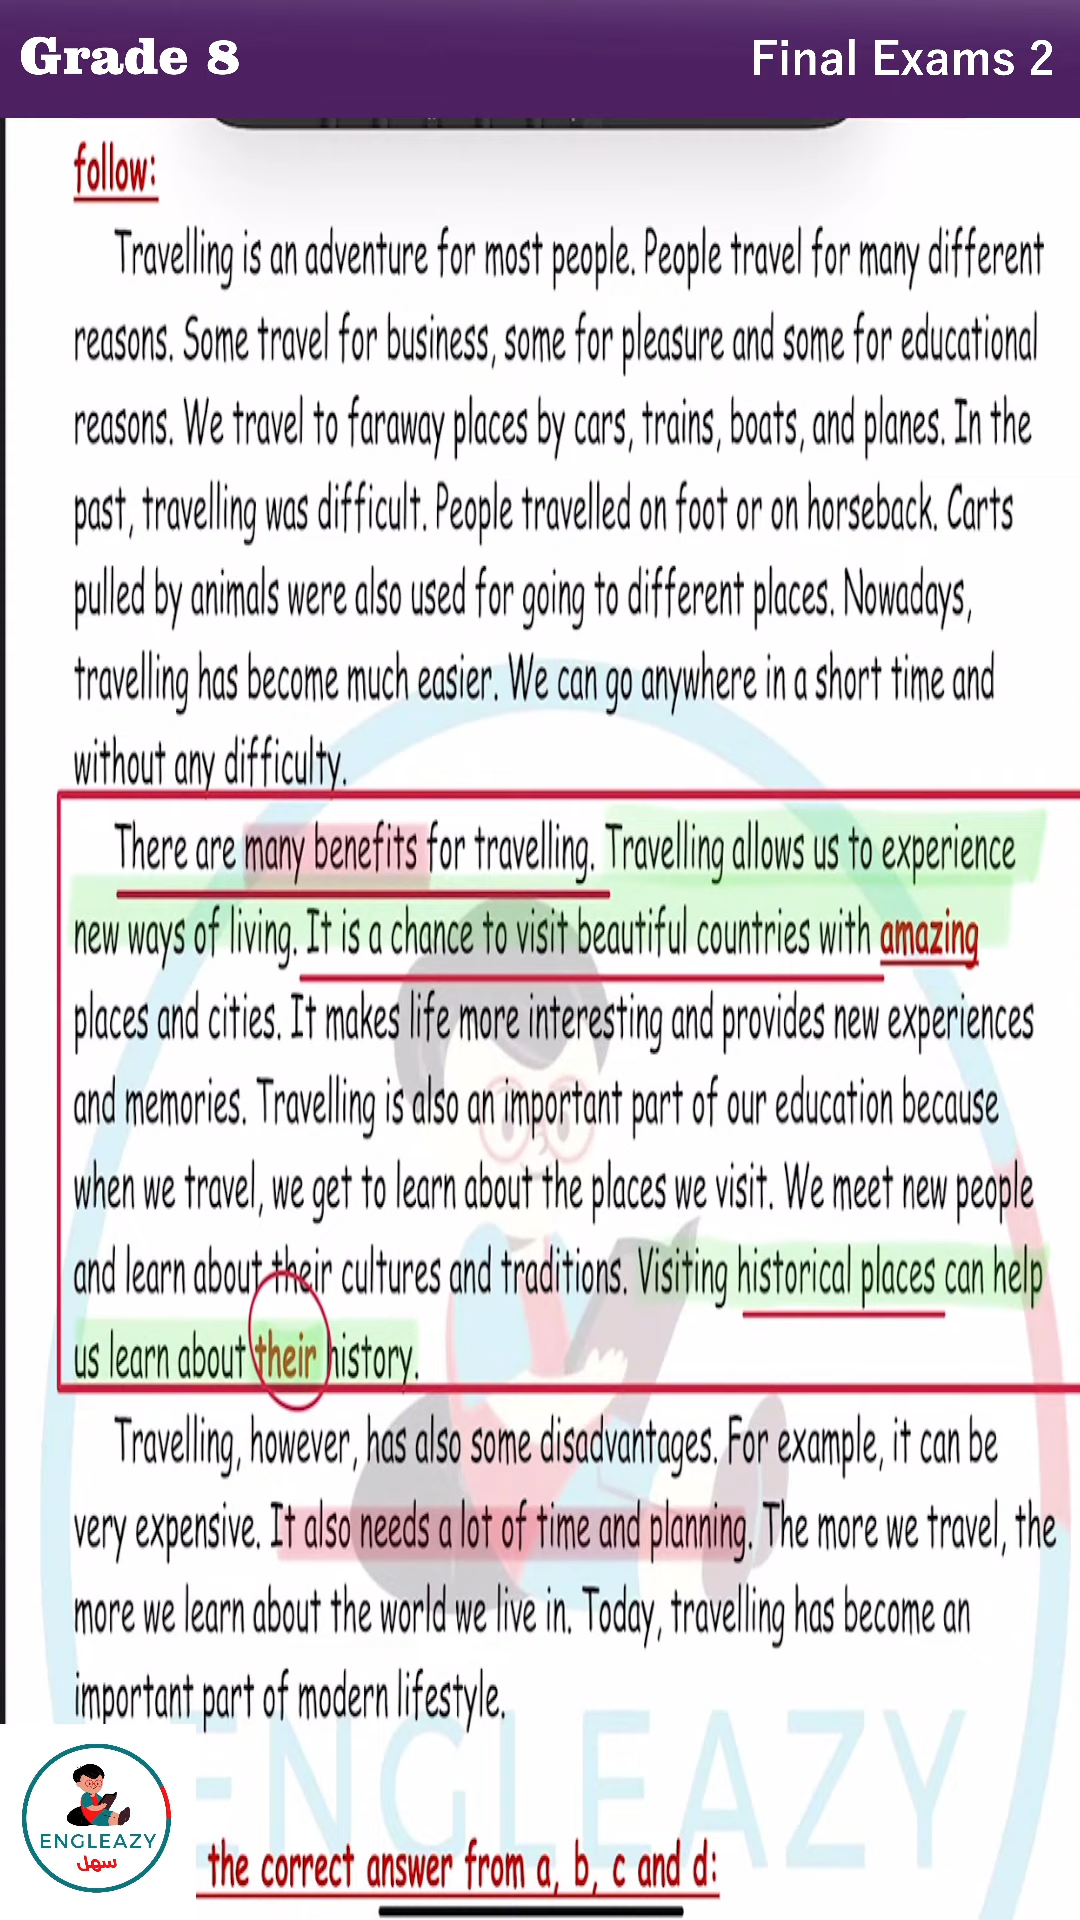 Grade 8
Final Exams 2
follow:
Travelling is an adventure for most people. People travel for many different
reasons. Some travel for business, some for pleasure and some for educational
reasons. We travel to faraway places by cars, trains, boats, and planes. In the
past, travelling was difficult. People travelled on foot or on horseback. Carts
pulled by animals were also used for going to different places. Nowadays,
travelling has become much easier. We can go anywhere in a short time and
without any difficulty.
There are many benefits for travelling. Travelling allows us to experience
new ways of living. It is a chance to visit beautiful countries with amazing
places and cities. It makes life more interesting and provides new experiences
and memories. Travelling is also an important part of our education because
when we travel, we get to learn about the places we visit. We meet new people
and learn about their cultures and traditions. Visiting historical places can help
us learn about their history.
Travelling, however, has also some disadvantages. For example, it can be
very expensive. It also needs a lot of time and planning. The more we travel, the
more we learn about the world we live in. Today, travelling has become an
important part of modern lifestyle.
ENGLEAZY
ENGLEAZY
سهل
the correct answer from a, b, c and d: